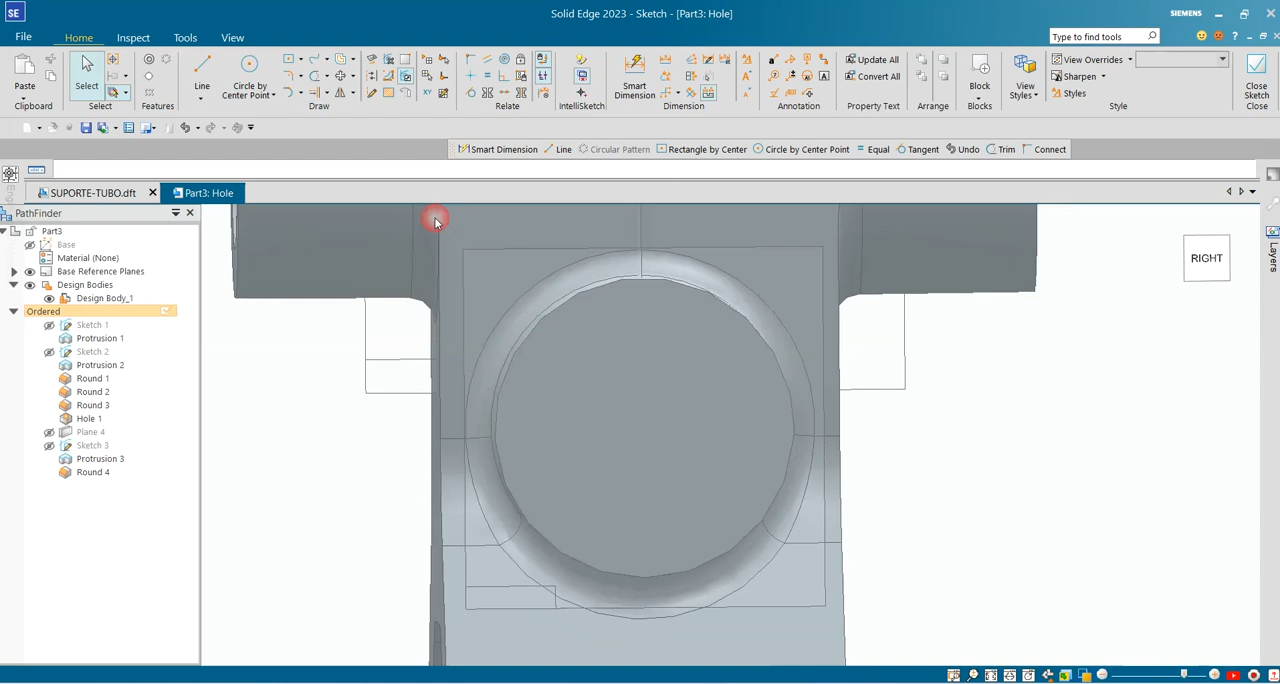 SE
Solid Edge 2023 - Sketch - [Part3: Hole]
SIEMENS
File
Home
Inspect
Tools
View
Type to find tools
Paste
Select
Line
Circle by
Center Point
Smart
Dimension
Update All
Convert All
Block
View
Styles
View Overrides
Sharpen
Styles
Close
Sketch
Clipboard
Select
Features
Draw
Relate
IntelliSketch
Dimension
Annotation
Property Text
Arrange
Blocks
Style
Close
Smart Dimension
Line
Circular Pattern
Rectangle by Center
Circle by Center Point
Equal
Tangent
Undo
Trim
Connect
SUPORTE-TUBO.dft
Part3: Hole
PathFinder
Part3
Base
Material (None)
Base Reference Planes
Design Bodies
Design Body_1
Ordered
Sketch 1
Protrusion 1
Sketch 2
Protrusion 2
Round 1
Round 2
Round 3
Hole 1
Plane 4
Sketch 3
Protrusion 3
Round 4
RIGHT
Layers